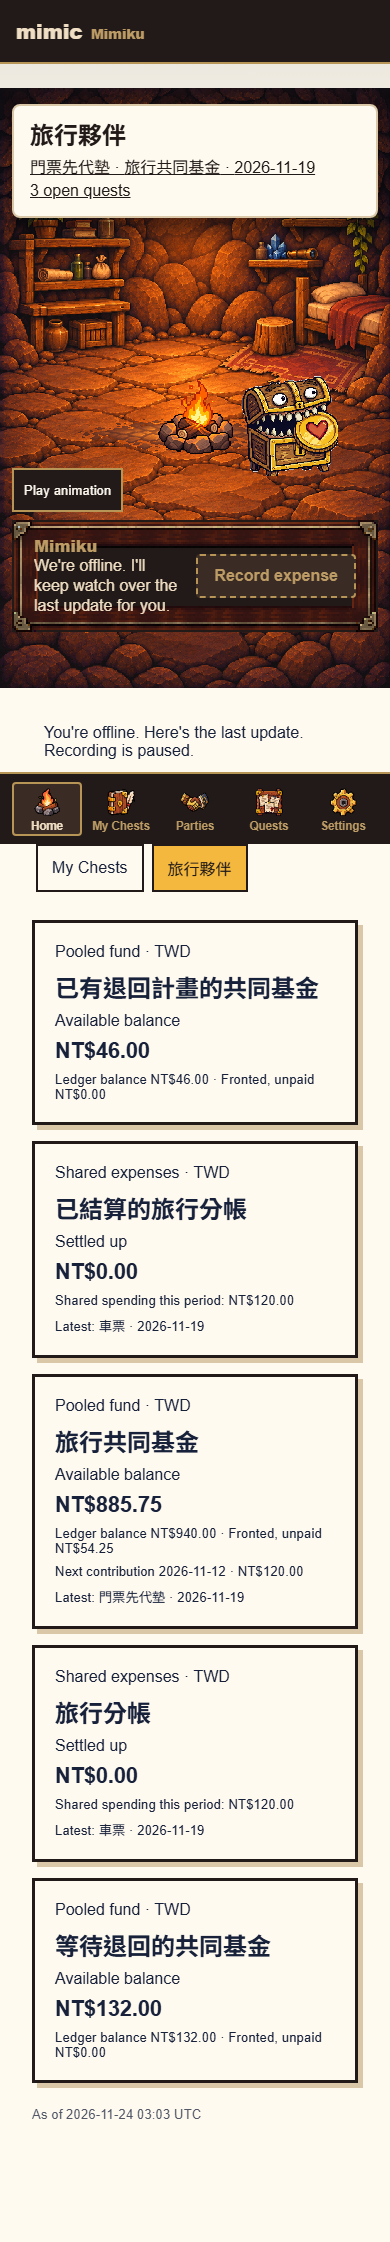 mimic Mimiku
旅行夥伴
門票先代墊 · 旅行共同基金 · 2026-11-19
3 open quests
Play animation
Mimiku
We're offline. I'll
keep watch over the
last update for you.
Record expense
You're offline. Here's the last update.
Recording is paused.
Home
My Chests
Parties
Quests
Settings
My Chests
旅行夥伴
Pooled fund · TWD
已有退回計畫的共同基金
Available balance
NT$46.00
Ledger balance NT$46.00 · Fronted, unpaid
NT$0.00
Shared expenses · TWD
已結算的旅行分帳
Settled up
NT$0.00
Shared spending this period: NT$120.00
Latest: 車票 · 2026-11-19
Pooled fund · TWD
旅行共同基金
Available balance
NT$885.75
Ledger balance NT$940.00 · Fronted, unpaid
NT$54.25
Next contribution 2026-11-12 · NT$120.00
Latest: 門票先代墊 · 2026-11-19
Shared expenses · TWD
旅行分帳
Settled up
NT$0.00
Shared spending this period: NT$120.00
Latest: 車票 · 2026-11-19
Pooled fund · TWD
等待退回的共同基金
Available balance
NT$132.00
Ledger balance NT$132.00 · Fronted, unpaid
NT$0.00
As of 2026-11-24 03:03 UTC